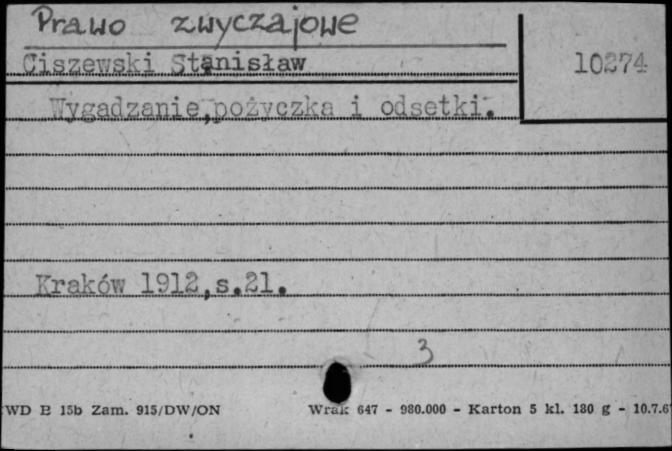 Prawo zwyczajowe
Ciszewski Stanisław
10274
Wygadzanie, pożyczka i odsetki.
Kraków 1912, s.21.
3
WD B 15b Zam. 915/DW/ON
Wrak 647 - 980.000 - Karton 5 kl. 180 g - 10.7.6